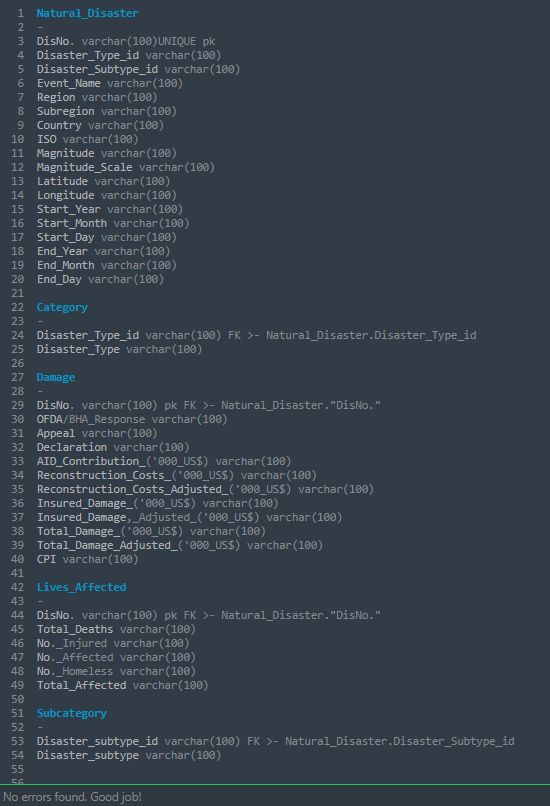 1 Natural_Disaster
2 -
3 DisNo. varchar(100)UNIQUE pk
4 Disaster_Type_id varchar(100)
5 Disaster_Subtype_id varchar(100)
6 Event_Name varchar(100)
7 Region varchar(100)
8 Subregion varchar(100)
9 Country varchar(100)
10 ISO varchar(100)
11 Magnitude varchar(100)
12 Magnitude_Scale varchar(100)
13 Latitude varchar(100)
14 Longitude varchar(100)
15 Start_Year varchar(100)
16 Start_Month varchar(100)
17 Start_Day varchar(100)
18 End_Year varchar(100)
19 End_Month varchar(100)
20 End_Day varchar(100)
21
22 Category
23 -
24 Disaster_Type_id varchar(100) FK >- Natural_Disaster.Disaster_Type_id
25 Disaster_Type varchar(100)
26
27 Damage
28 -
29 DisNo. varchar(100) pk FK >- Natural_Disaster."DisNo."
30 OFDA/BHA_Response varchar(100)
31 Appeal varchar(100)
32 Declaration varchar(100)
33 AID_Contribution_('000_US$) varchar(100)
34 Reconstruction_Costs_('000_US$) varchar(100)
35 Reconstruction_Costs_Adjusted_('000_US$) varchar(100)
36 Insured_Damage_('000_US$) varchar(100)
37 Insured_Damage,_Adjusted_('000_US$) varchar(100)
38 Total_Damage_('000_US$) varchar(100)
39 Total_Damage_Adjusted_('000_US$) varchar(100)
40 CPI varchar(100)
41
42 Lives_Affected
43 -
44 DisNo. varchar(100) pk FK >- Natural_Disaster."DisNo."
45 Total_Deaths varchar(100)
46 No._Injured varchar(100)
47 No._Affected varchar(100)
48 No._Homeless varchar(100)
49 Total_Affected varchar(100)
50
51 Subcategory
52 -
53 Disaster_subtype_id varchar(100) FK >- Natural_Disaster.Disaster_Subtype_id
54 Disaster_subtype varchar(100)
55
56
No errors found. Good job!